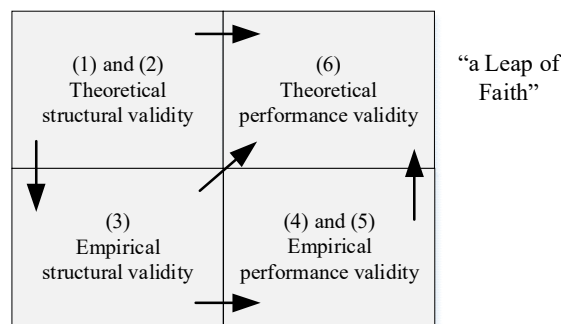 (1) and (2)
Theoretical
structural validity
(6)
Theoretical
performance validity
“a Leap of
Faith”
(3)
Empirical
structural validity
(4) and (5)
Empirical
performance validity